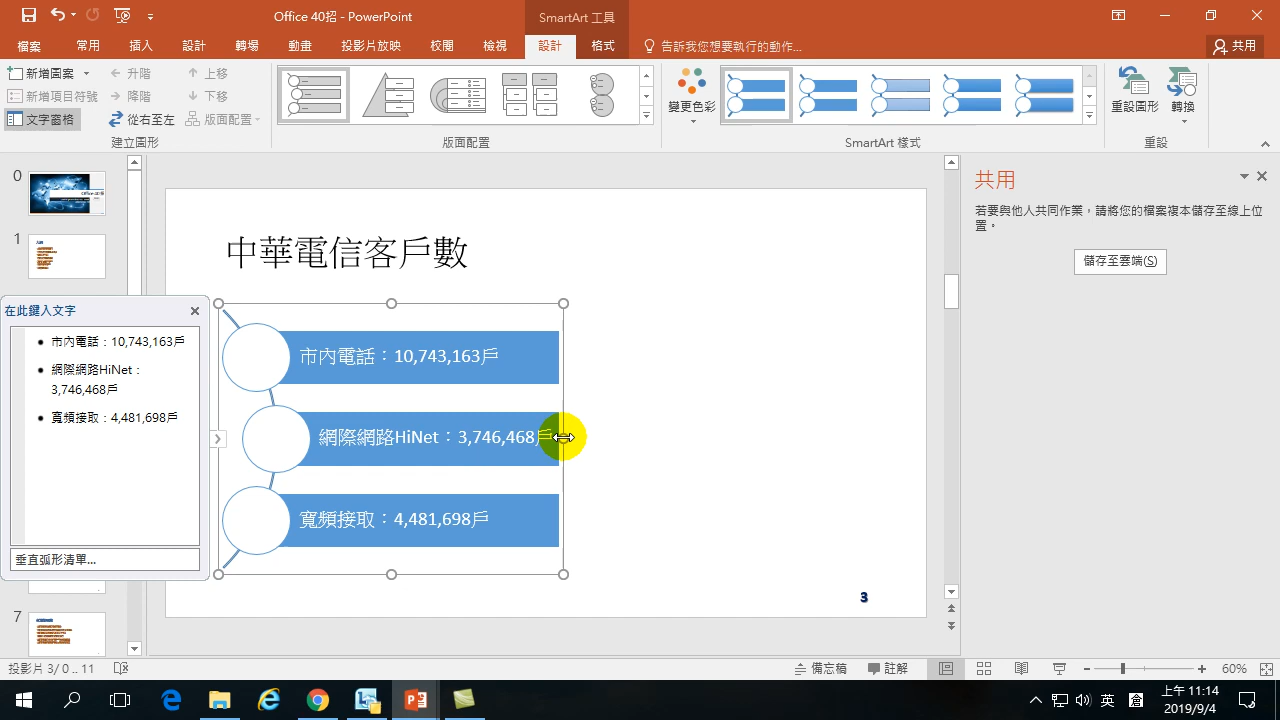 Office 40招 - PowerPoint
SmartArt 工具
檔案 常用 插入 設計 轉場 動畫 投影片放映 校閱 檢視 設計 格式 告訴我您想要執行的動作... 共用
新增圖案 升階 上移
新增項目符號 降階 下移
文字窗格 從右至左 版面配置
變更色彩 重設圖形 轉換
建立圖形 版面配置 SmartArt 樣式 重設
0
1
7
在此鍵入文字
市內電話：10,743,163戶
網際網路HiNet：
3,746,468戶
寬頻接取：4,481,698戶
垂直弧形清單...
中華電信客戶數
市內電話：10,743,163戶
網際網路HiNet：3,746,468戶
寬頻接取：4,481,698戶
3
共用
若要與他人共同作業，請將您的檔案複本儲存至線上位
置。
儲存至雲端(S)
投影片 3/ 0 .. 11 備忘稿 註解 60%
英 倉
上午 11:14
2019/9/4